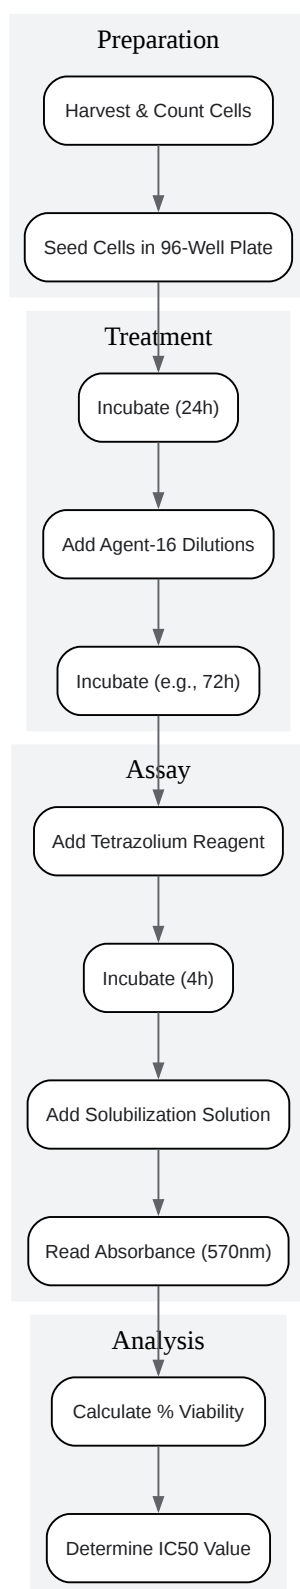 Preparation
Harvest & Count Cells
Seed Cells in 96-Well Plate
Treatment
Incubate (24h)
Add Agent-16 Dilutions
Incubate (e.g., 72h)
Assay
Add Tetrazolium Reagent
Incubate (4h)
Add Solubilization Solution
Read Absorbance (570nm)
Analysis
Calculate % Viability
Determine IC50 Value